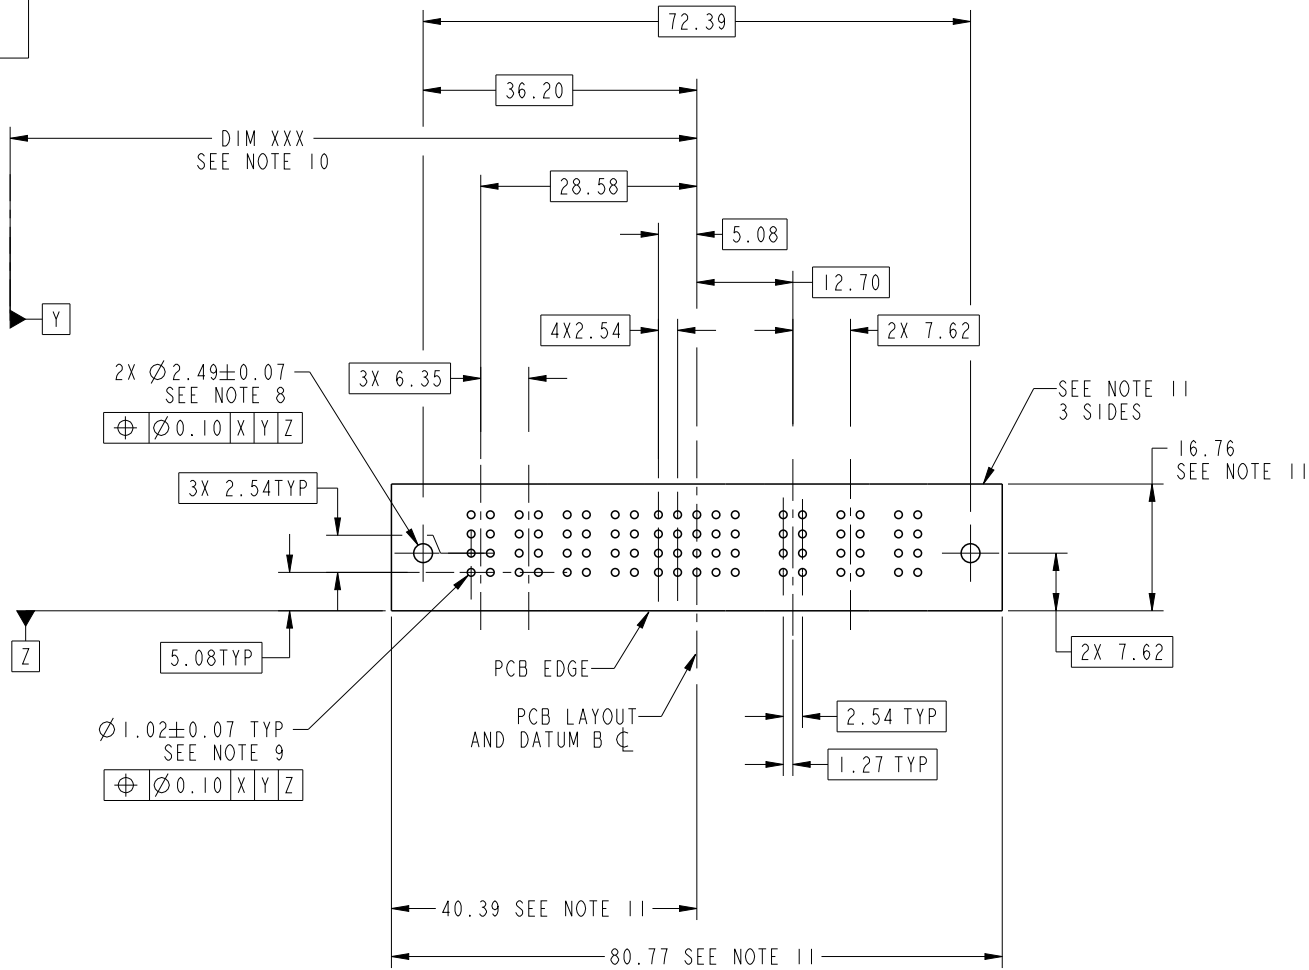 72.39
36.20
DIM XXX
SEE NOTE 10
28.58
5.08
12.70
Y
4X2.54
2X 7.62
2X Ø2.49±0.07
SEE NOTE 8
⌖ Ø0.10 X Y Z
3X 6.35
SEE NOTE 11
3 SIDES
16.76
SEE NOTE 11
3X 2.54TYP
Z
5.08TYP
PCB EDGE
2X 7.62
PCB LAYOUT
AND DATUM B ℄
2.54 TYP
Ø1.02±0.07 TYP
SEE NOTE 9
⌖ Ø0.10 X Y Z
1.27 TYP
40.39 SEE NOTE 11
80.77 SEE NOTE 11